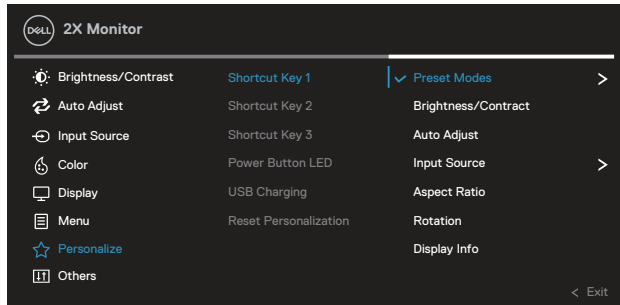 DELL 2X Monitor
Brightness/Contrast
Auto Adjust
Input Source
Color
Display
Menu
Personalize
Others
Shortcut Key 1
Shortcut Key 2
Shortcut Key 3
Power Button LED
USB Charging
Reset Personalization
Preset Modes >
Brightness/Contract
Auto Adjust
Input Source >
Aspect Ratio
Rotation
Display Info
< Exit